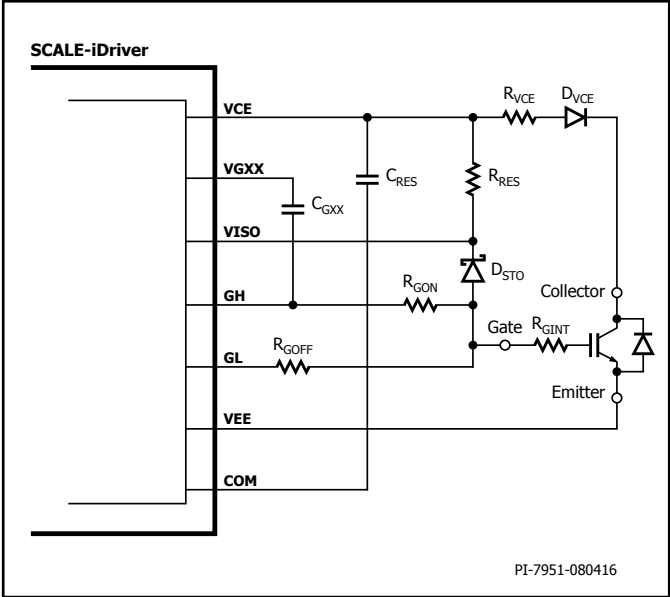 SCALE-iDriver
VCE
RVCE
DVCE
VGXX
CGXX
CRES
RRES
VISO
DSTO
GH
RGON
Collector
Gate
RGINT
GL
RGOFF
Emitter
VEE
COM
PI-7951-080416